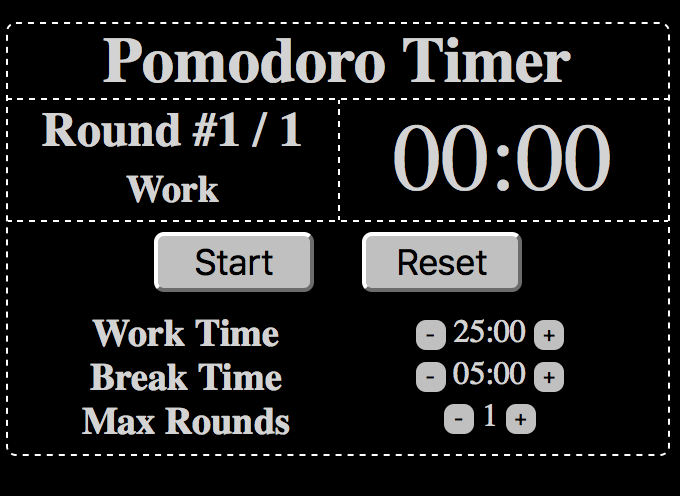 Pomodoro Timer
Round #1 / 1
Work
00:00
Start
Reset
Work Time - 25:00 +
Break Time - 05:00 +
Max Rounds - 1 +